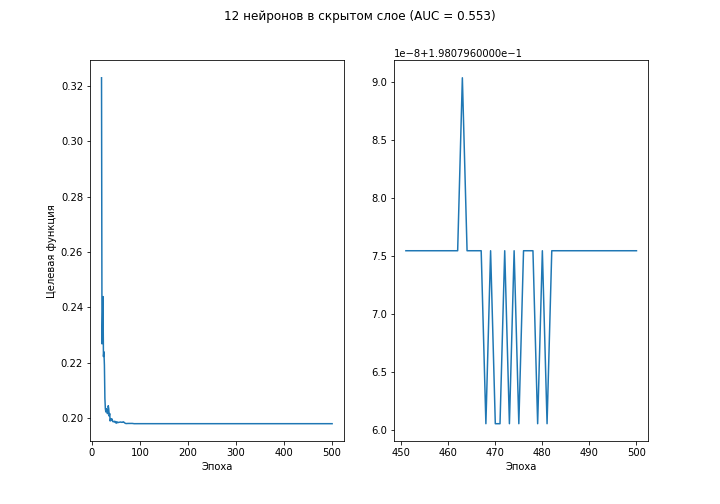 12 нейронов в скрытом слое (AUC = 0.553)
Целевая функция
0.32
0.30
0.28
0.26
0.24
0.22
0.20
0 100 200 300 400 500
Эпоха
1e-8+1.9807960000e-1
9.0
8.5
8.0
7.5
7.0
6.5
6.0
450 460 470 480 490 500
Эпоха